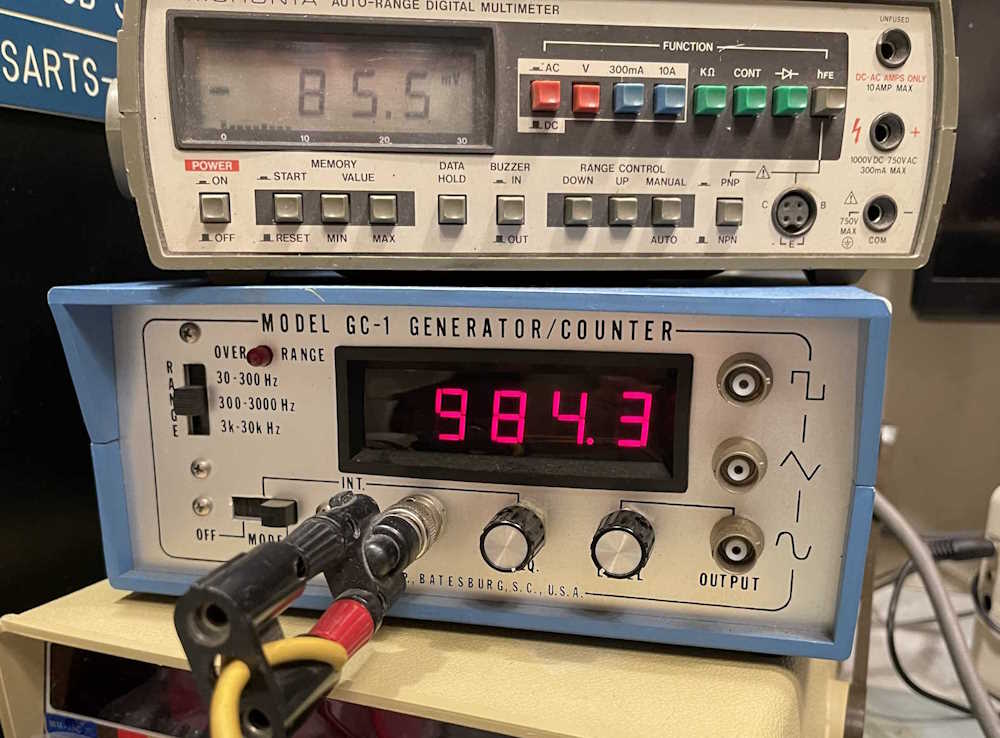 SARTS
AUTO-RANGE DIGITAL MULTIMETER
- 85.5 mV
0 10 20 30
FUNCTION
AC V 300mA 10A KΩ CONT hFE
DC
UNFUSED
DC-AC AMPS ONLY
10 AMP MAX
+
1000V DC 750V AC
300mA MAX
750V
MAX
COM
-
POWER
ON
OFF
MEMORY
START VALUE
RESET MIN MAX
DATA
HOLD
BUZZER
IN
OUT
RANGE CONTROL
DOWN UP MANUAL
AUTO
PNP
NPN
C B
E
MODEL GC-1 GENERATOR/COUNTER
OVER RANGE
RANGE
30-300 Hz
300-3000 Hz
3k-30k Hz
984.3
INT.
OFF
OUTPUT
BATESBURG, S.C., U.S.A.